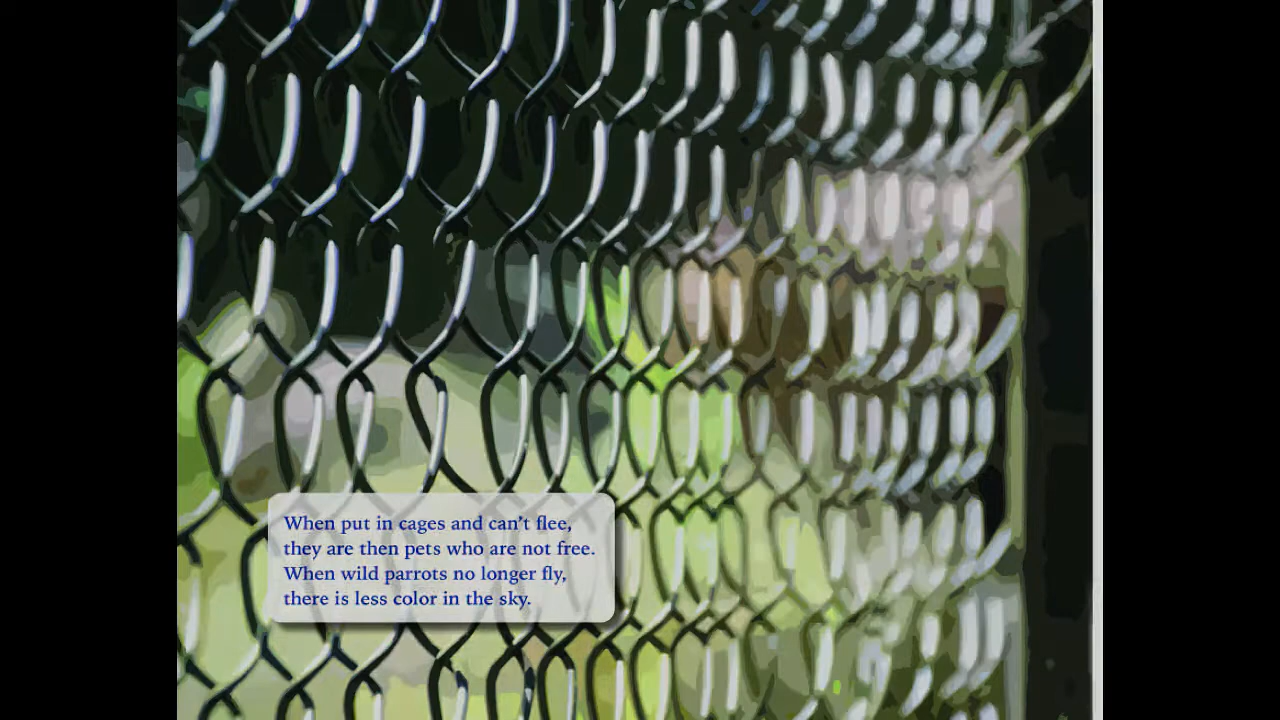 When put in cages and can't flee,
they are then pets who are not free.
When wild parrots no longer fly,
there is less color in the sky.